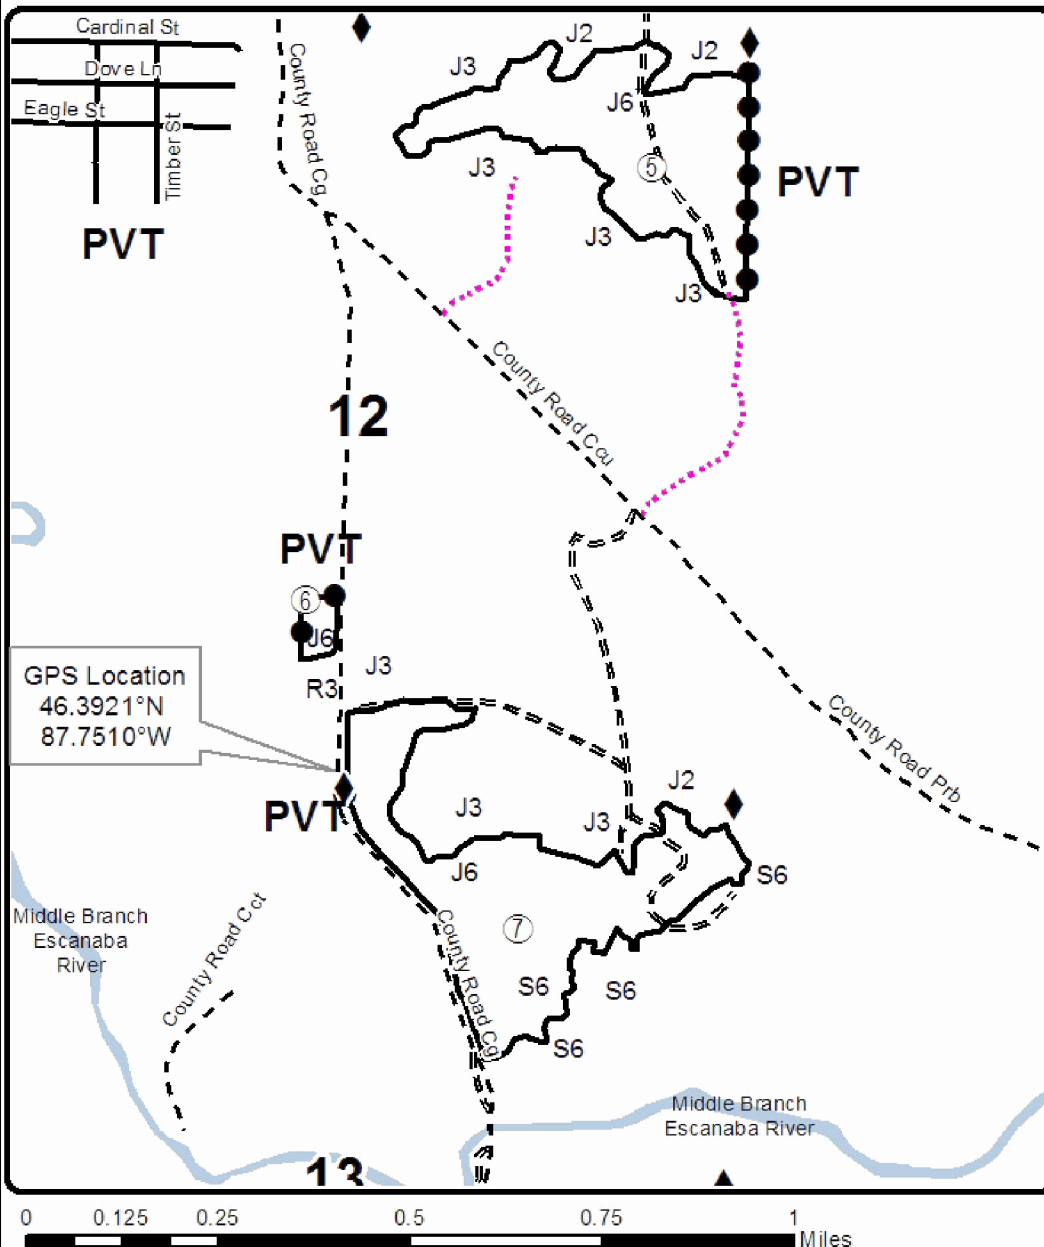 Cardinal St
Dove Ln
Eagle St
Timber St
PVT
County Road Cg
J3
J2
J2
J6
J3
5
PVT
J3
J3
County Road Ccu
12
PVT
6
J6
J3
R3
GPS Location
46.3921°N
87.7510°W
PVT
County Road Prb
J2
J3
J3
J6
S6
7
Middle Branch
Escanaba
River
County Road Cct
County Road Cg
S6
S6
S6
Middle Branch
Escanaba River
13
0 0.125 0.25 0.5 0.75 1
Miles